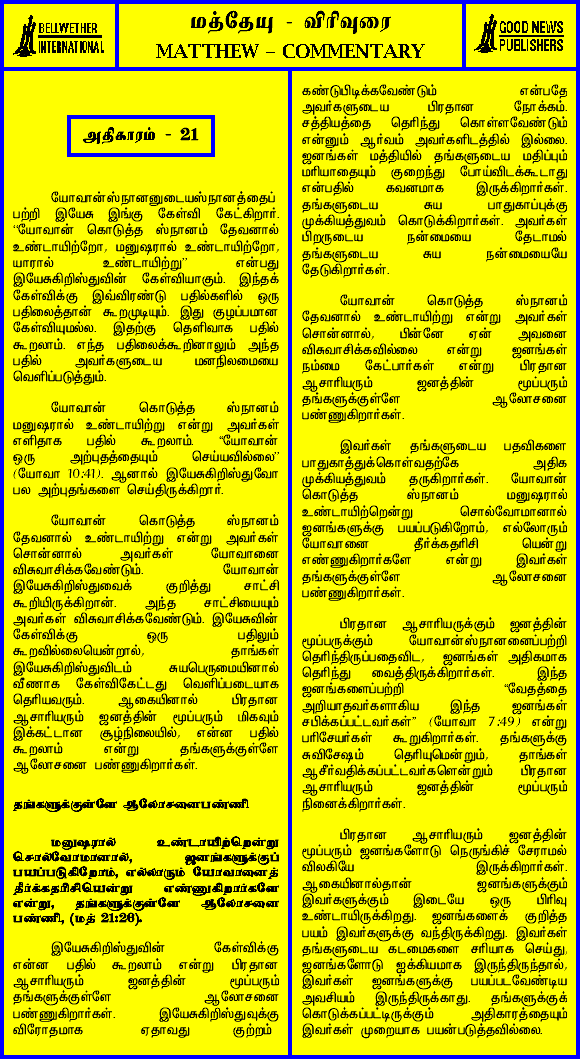 BELLWETHER
INTERNATIONAL
மத்தேயு - விரிவுரை
MATTHEW – COMMENTARY
GOOD NEWS
PUBLISHERS
அதிகாரம் - 21
யோவான்ஸ்நானனுடையஸ்நானத்தைப்
பற்றி இயேசு இங்கு கேள்வி கேட்கிறார்.
“யோவான் கொடுத்த ஸ்நானம் தேவனால்
உண்டாயிற்றோ, மனுஷரால் உண்டாயிற்றோ,
யாரால் உண்டாயிற்று” என்பது
இயேசுகிறிஸ்துவின் கேள்வியாகும். இந்தக்
கேள்விக்கு இவ்விரண்டு பதில்களில் ஒரு
பதிலைத்தான் கூறமுடியும். இது குழப்பமான
கேள்வியுமல்ல. இதற்கு தெளிவாக பதில்
கூறலாம். எந்த பதிலைக்கூறினாலும் அந்த
பதில் அவர்களுடைய மனநிலமையை
வெளிப்படுத்தும்.
யோவான் கொடுத்த ஸ்நானம்
மனுஷரால் உண்டாயிற்று என்று அவர்கள்
எளிதாக பதில் கூறலாம். “யோவான்
ஒரு அற்புதத்தையும் செய்யவில்லை”
(யோவா 10:41). ஆனால் இயேசுகிறிஸ்துவோ
பல அற்புதங்களை செய்திருக்கிறார்.
யோவான் கொடுத்த ஸ்நானம்
தேவனால் உண்டாயிற்று என்று அவர்கள்
சொன்னால் அவர்கள் யோவானை
விசுவாசிக்கவேண்டும். யோவான்
இயேசுகிறிஸ்துவைக் குறித்து சாட்சி
கூறியிருக்கிறான். அந்த சாட்சியையும்
அவர்கள் விசுவாசிக்கவேண்டும். இயேசுவின்
கேள்விக்கு ஒரு பதிலும்
கூறவில்லையென்றால், தாங்கள்
இயேசுகிறிஸ்துவிடம் சுயபெருமையினால்
வீணாக கேள்விகேட்டது வெளிப்படையாக
தெரியவரும். ஆகையினால் பிரதான
ஆசாரியரும் ஜனத்தின் மூப்பரும் மிகவும்
இக்கட்டான சூழ்நிலையில், என்ன பதில்
கூறலாம் என்று தங்களுக்குள்ளே
ஆலோசனை பண்ணுகிறார்கள்.
தங்களுக்குள்ளே ஆலோசனைபண்ணி
மனுஷரால் உண்டாயிற்றென்று
சொல்வோமானால், ஜனங்களுக்குப்
பயப்படுகிறோம், எல்லாரும் யோவானைத்
தீர்க்கதரிசியென்று எண்ணுகிறார்களே
என்று, தங்களுக்குள்ளே ஆலோசனை
பண்ணி, (மத் 21:26).
இயேசுகிறிஸ்துவின் கேள்விக்கு
என்ன பதில் கூறலாம் என்று பிரதான
ஆசாரியரும் ஜனத்தின் மூப்பரும்
தங்களுக்குள்ளே ஆலோசனை
பண்ணுகிறார்கள். இயேசுகிறிஸ்துவுக்கு
விரோதமாக ஏதாவது குற்றம்
கண்டுபிடிக்கவேண்டும் என்பதே
அவர்களுடைய பிரதான நோக்கம்.
சத்தியத்தை தெரிந்து கொள்ளவேண்டும்
என்னும் ஆர்வம் அவர்களிடத்தில் இல்லை.
ஜனங்கள் மத்தியில் தங்களுடைய மதிப்பும்
மரியாதையும் குறைந்து போய்விடக்கூடாது
என்பதில் கவனமாக இருக்கிறார்கள்.
தங்களுடைய சுய பாதுகாப்புக்கு
முக்கியத்துவம் கொடுக்கிறார்கள். அவர்கள்
பிறருடைய நன்மையை தேடாமல்
தங்களுடைய சுய நன்மையையே
தேடுகிறார்கள்.
யோவான் கொடுத்த ஸ்நானம்
தேவனால் உண்டாயிற்று என்று அவர்கள்
சொன்னால், பின்னே ஏன் அவனை
விசுவாசிக்கவில்லை என்று ஜனங்கள்
நம்மை கேட்பார்கள் என்று பிரதான
ஆசாரியரும் ஜனத்தின் மூப்பரும்
தங்களுக்குள்ளே ஆலோசனை
பண்ணுகிறார்கள்.
இவர்கள் தங்களுடைய பதவிகளை
பாதுகாத்துக்கொள்வதற்கே அதிக
முக்கியத்துவம் தருகிறார்கள். யோவான்
கொடுத்த ஸ்நானம் மனுஷரால்
உண்டாயிற்றென்று சொல்வோமானால்
ஜனங்களுக்கு பயப்படுகிறோம், எல்லோரும்
யோவானை தீர்க்கதரிசி யென்று
எண்ணுகிறார்களே என்று இவர்கள்
தங்களுக்குள்ளே ஆலோசனை
பண்ணுகிறார்கள்.
பிரதான ஆசாரியருக்கும் ஜனத்தின்
மூப்பருக்கும் யோவான்ஸ்நானனைப்பற்றி
தெரிந்திருப்பதைவிட, ஜனங்கள் அதிகமாக
தெரிந்து வைத்திருக்கிறார்கள். இந்த
ஜனங்களைப்பற்றி “வேதத்தை
அறியாதவர்களாகிய இந்த ஜனங்கள்
சபிக்கப்பட்டவர்கள்” (யோவா 7:49) என்று
பரிசேயர்கள் கூறுகிறார்கள். தங்களுக்கு
சுவிசேஷம் தெரியுமென்றும், தாங்கள்
ஆசீர்வதிக்கப்பட்டவர்களென்றும் பிரதான
ஆசாரியரும் ஜனத்தின் மூப்பரும்
நினைக்கிறார்கள்.
பிரதான ஆசாரியரும் ஜனத்தின்
மூப்பரும் ஜனங்களோடு நெருங்கிச் சேராமல்
விலகியே இருக்கிறார்கள்.
ஆகையினால்தான் ஜனங்களுக்கும்
இவர்களுக்கும் இடையே ஒரு பிரிவு
உண்டாயிருக்கிறது. ஜனங்களைக் குறித்த
பயம் இவர்களுக்கு வந்திருக்கிறது. இவர்கள்
தங்களுடைய கடமைகளை சரியாக செய்து,
ஜனங்களோடு ஐக்கியமாக இருந்திருந்தால்,
இவர்கள் ஜனங்களுக்கு பயப்படவேண்டிய
அவசியம் இருந்திருக்காது. தங்களுக்குக்
கொடுக்கப்பட்டிருக்கும் அதிகாரத்தையும்
இவர்கள் முறையாக பயன்படுத்தவில்லை.